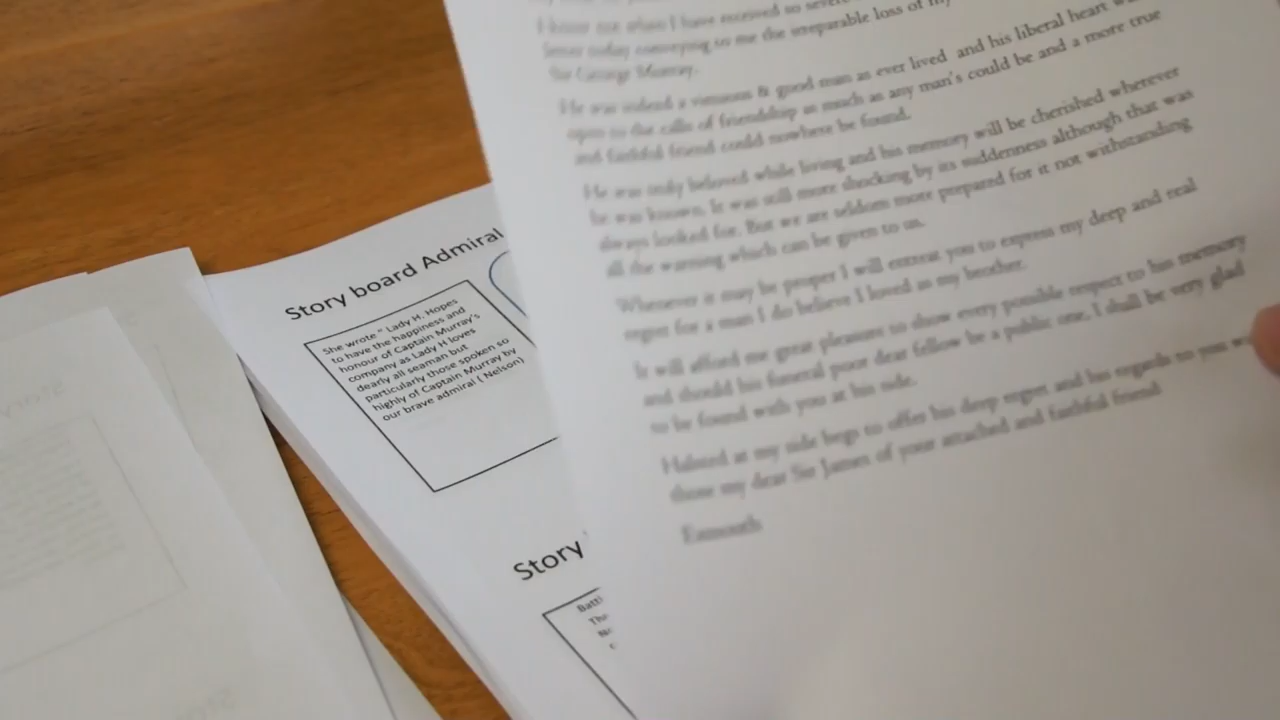 I know not when I have received so severe
letter today conveying to me the irreparable loss of my
Sir George Murray.
He was indeed a virtuous & good man as ever lived and his liberal heart was
open to the calls of friendship as much as any man's could be and a more true
and faithful friend could nowhere be found.
He was only beloved while living and his memory will be cherished wherever
he was known. It was still more shocking by its suddenness although that was
always looked for. But we are seldom more prepared for it not withstanding
all the warning which can be given to us.
Whenever it may be proper I will entreat you to express my deep and real
regret for a man I do believe I loved as my brother.
It will afford me great pleasure to show every possible respect to his memory
and should his funeral poor dear fellow be a public one, I shall be very glad
to be found with you at his side.
Halsted at my side begs to offer his deep regret and his regards to you
those my dear Sir James of your attached and faithful friend
Exmouth
Story board Admiral
She wrote " Lady H. Hopes
to have the happiness and
honour of Captain Murray's
company as Lady H loves
dearly all seaman but
particularly those spoken so
highly of Captain Murray by
our brave admiral ( Nelson)
Story